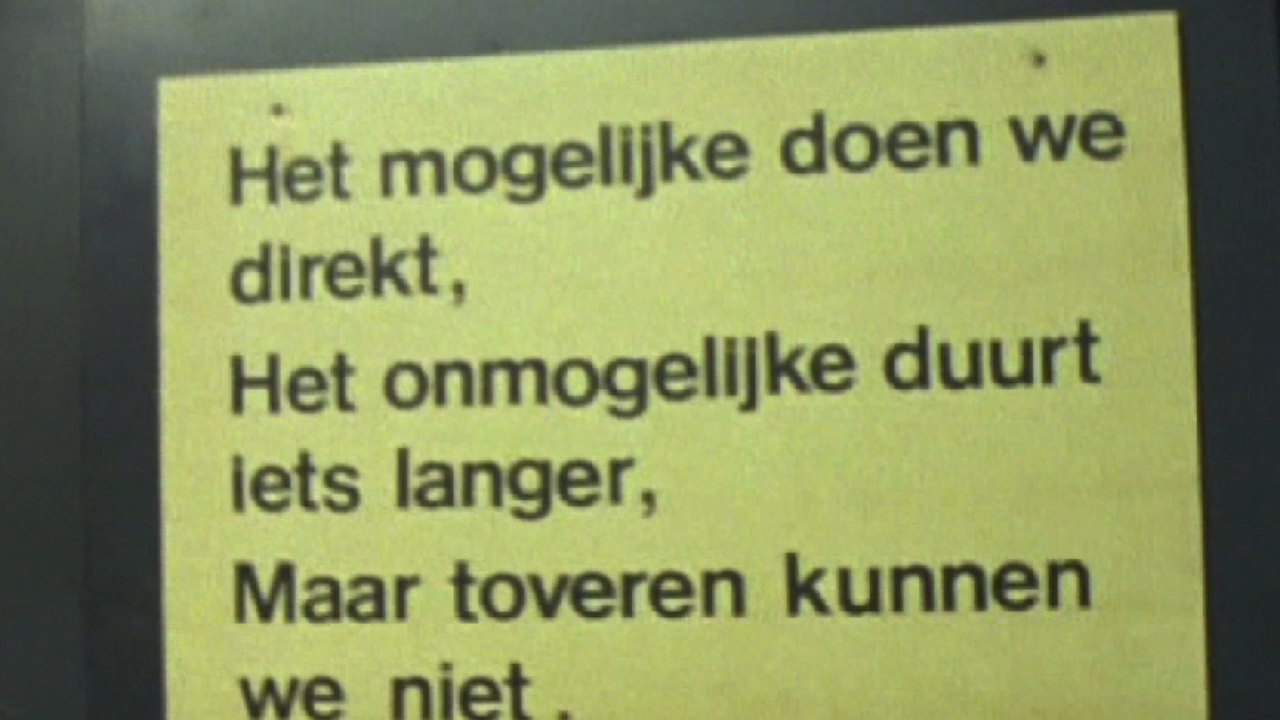 Het mogelijke doen we
direkt,
Het onmogelijke duurt
iets langer,
Maar toveren kunnen
we niet.